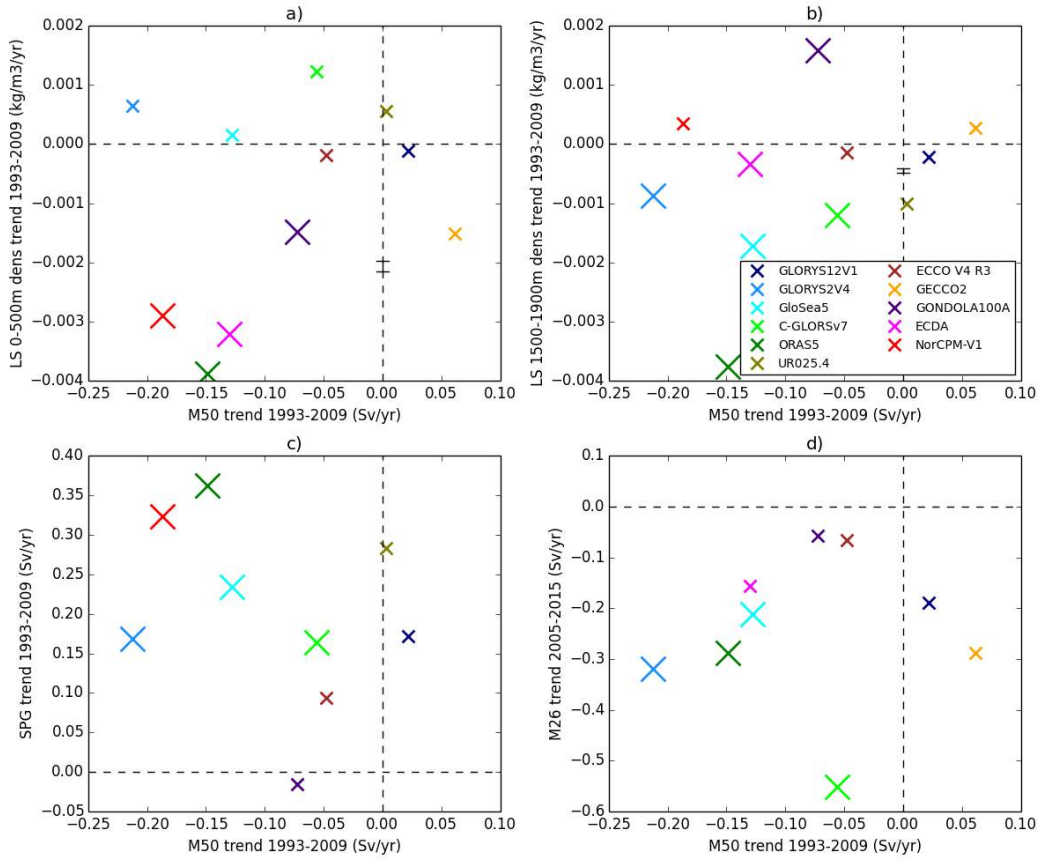 a)
LS 0-500m dens trend 1993-2009 (kg/m3/yr)
0.002
0.001
0.000
−0.001
−0.002
−0.003
−0.004
−0.25 −0.20 −0.15 −0.10 −0.05 0.00 0.05 0.10
M50 trend 1993-2009 (Sv/yr)
b)
LS 1500-1900m dens trend 1993-2009 (kg/m3/yr)
0.002
0.001
0.000
−0.001
−0.002
−0.003
−0.004
GLORYS12V1
GLORYS2V4
GloSea5
C-GLORSv7
ORAS5
UR025.4
ECCO V4 R3
GECCO2
GONDOLA100A
ECDA
NorCPM-V1
−0.25 −0.20 −0.15 −0.10 −0.05 0.00 0.05 0.10
M50 trend 1993-2009 (Sv/yr)
c)
SPG trend 1993-2009 (Sv/yr)
0.40
0.35
0.30
0.25
0.20
0.15
0.10
0.05
0.00
−0.05
−0.25 −0.20 −0.15 −0.10 −0.05 0.00 0.05 0.10
M50 trend 1993-2009 (Sv/yr)
d)
M26 trend 2005-2015 (Sv/yr)
0.1
0.0
−0.1
−0.2
−0.3
−0.4
−0.5
−0.6
−0.25 −0.20 −0.15 −0.10 −0.05 0.00 0.05 0.10
M50 trend 1993-2009 (Sv/yr)